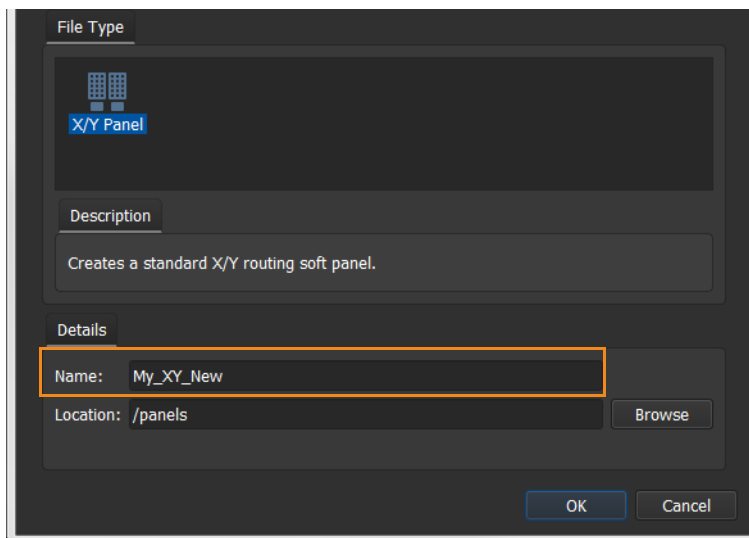 File Type
X/Y Panel
Description
Creates a standard X/Y routing soft panel.
Details
Name: My_XY_New
Location: /panels Browse
OK Cancel